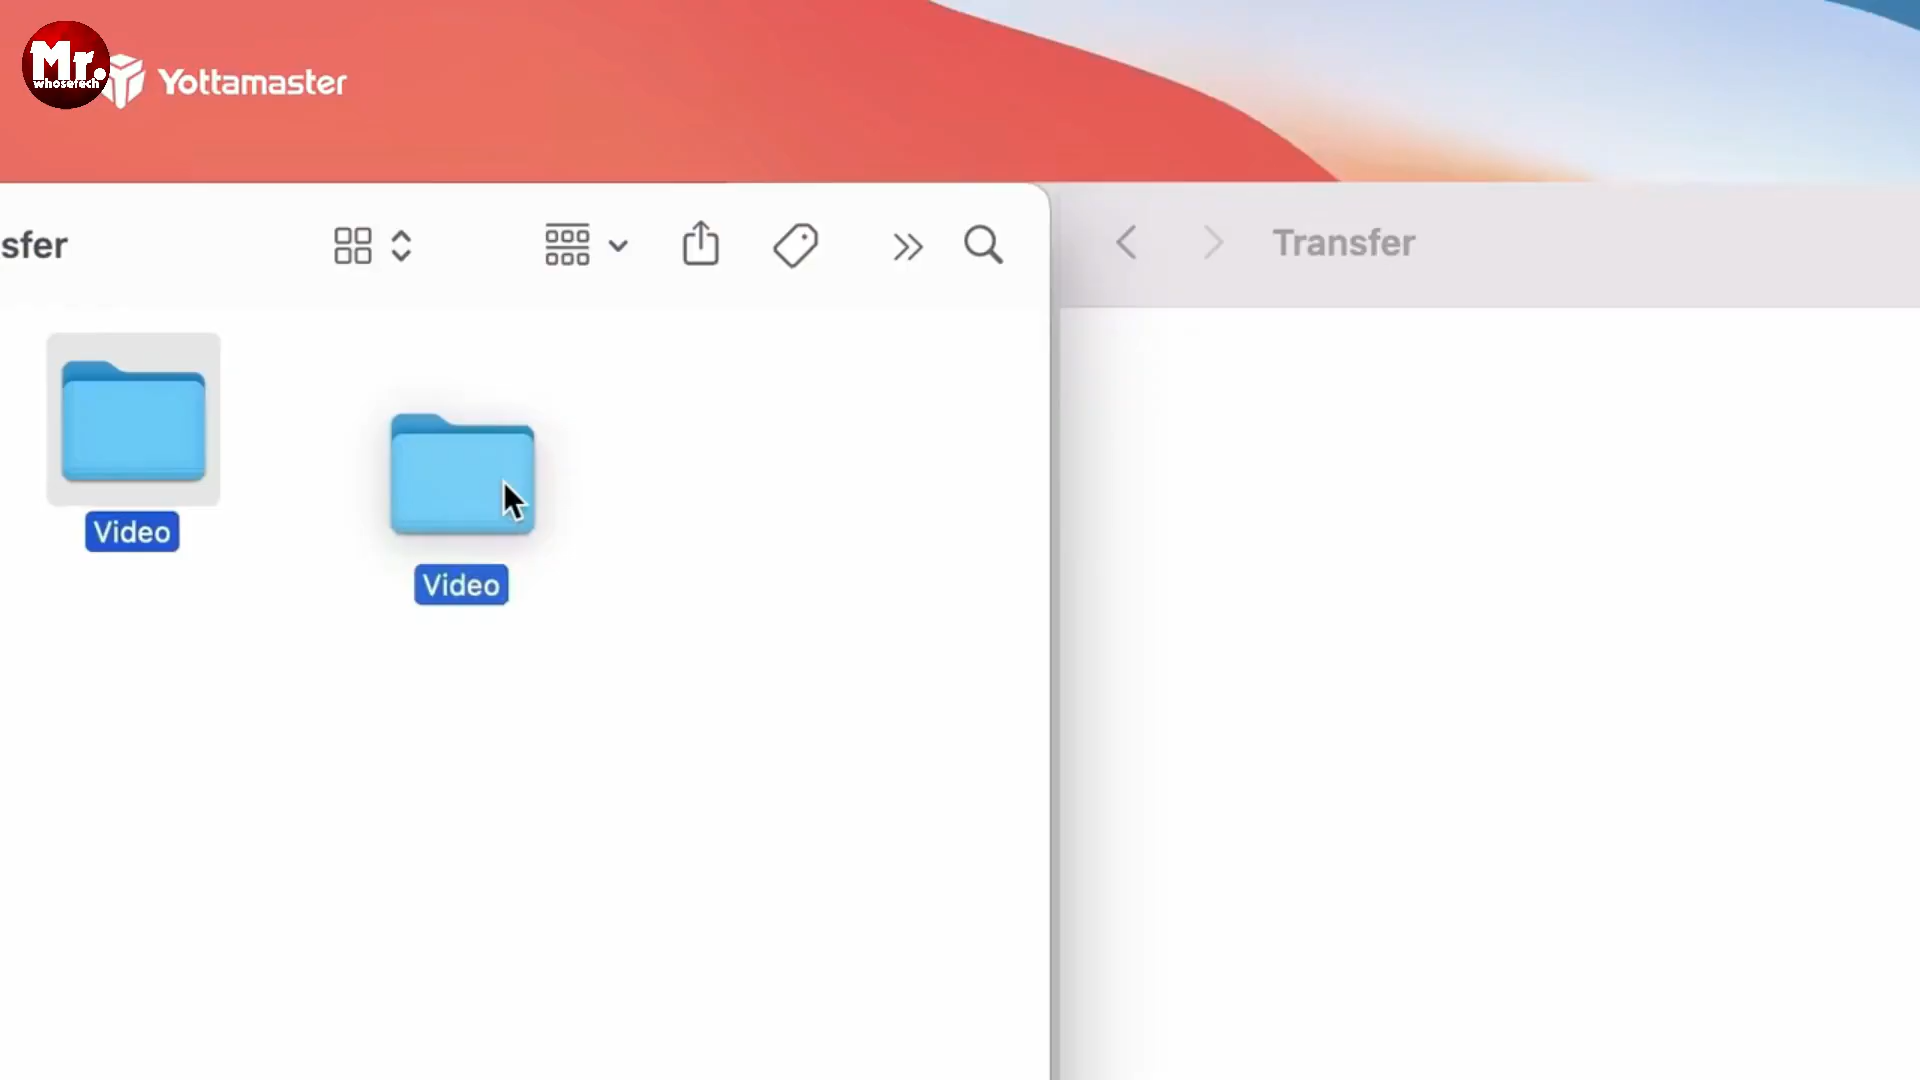 Mr.
whosetech
Yottamaster
sfer
Transfer
Video
Video